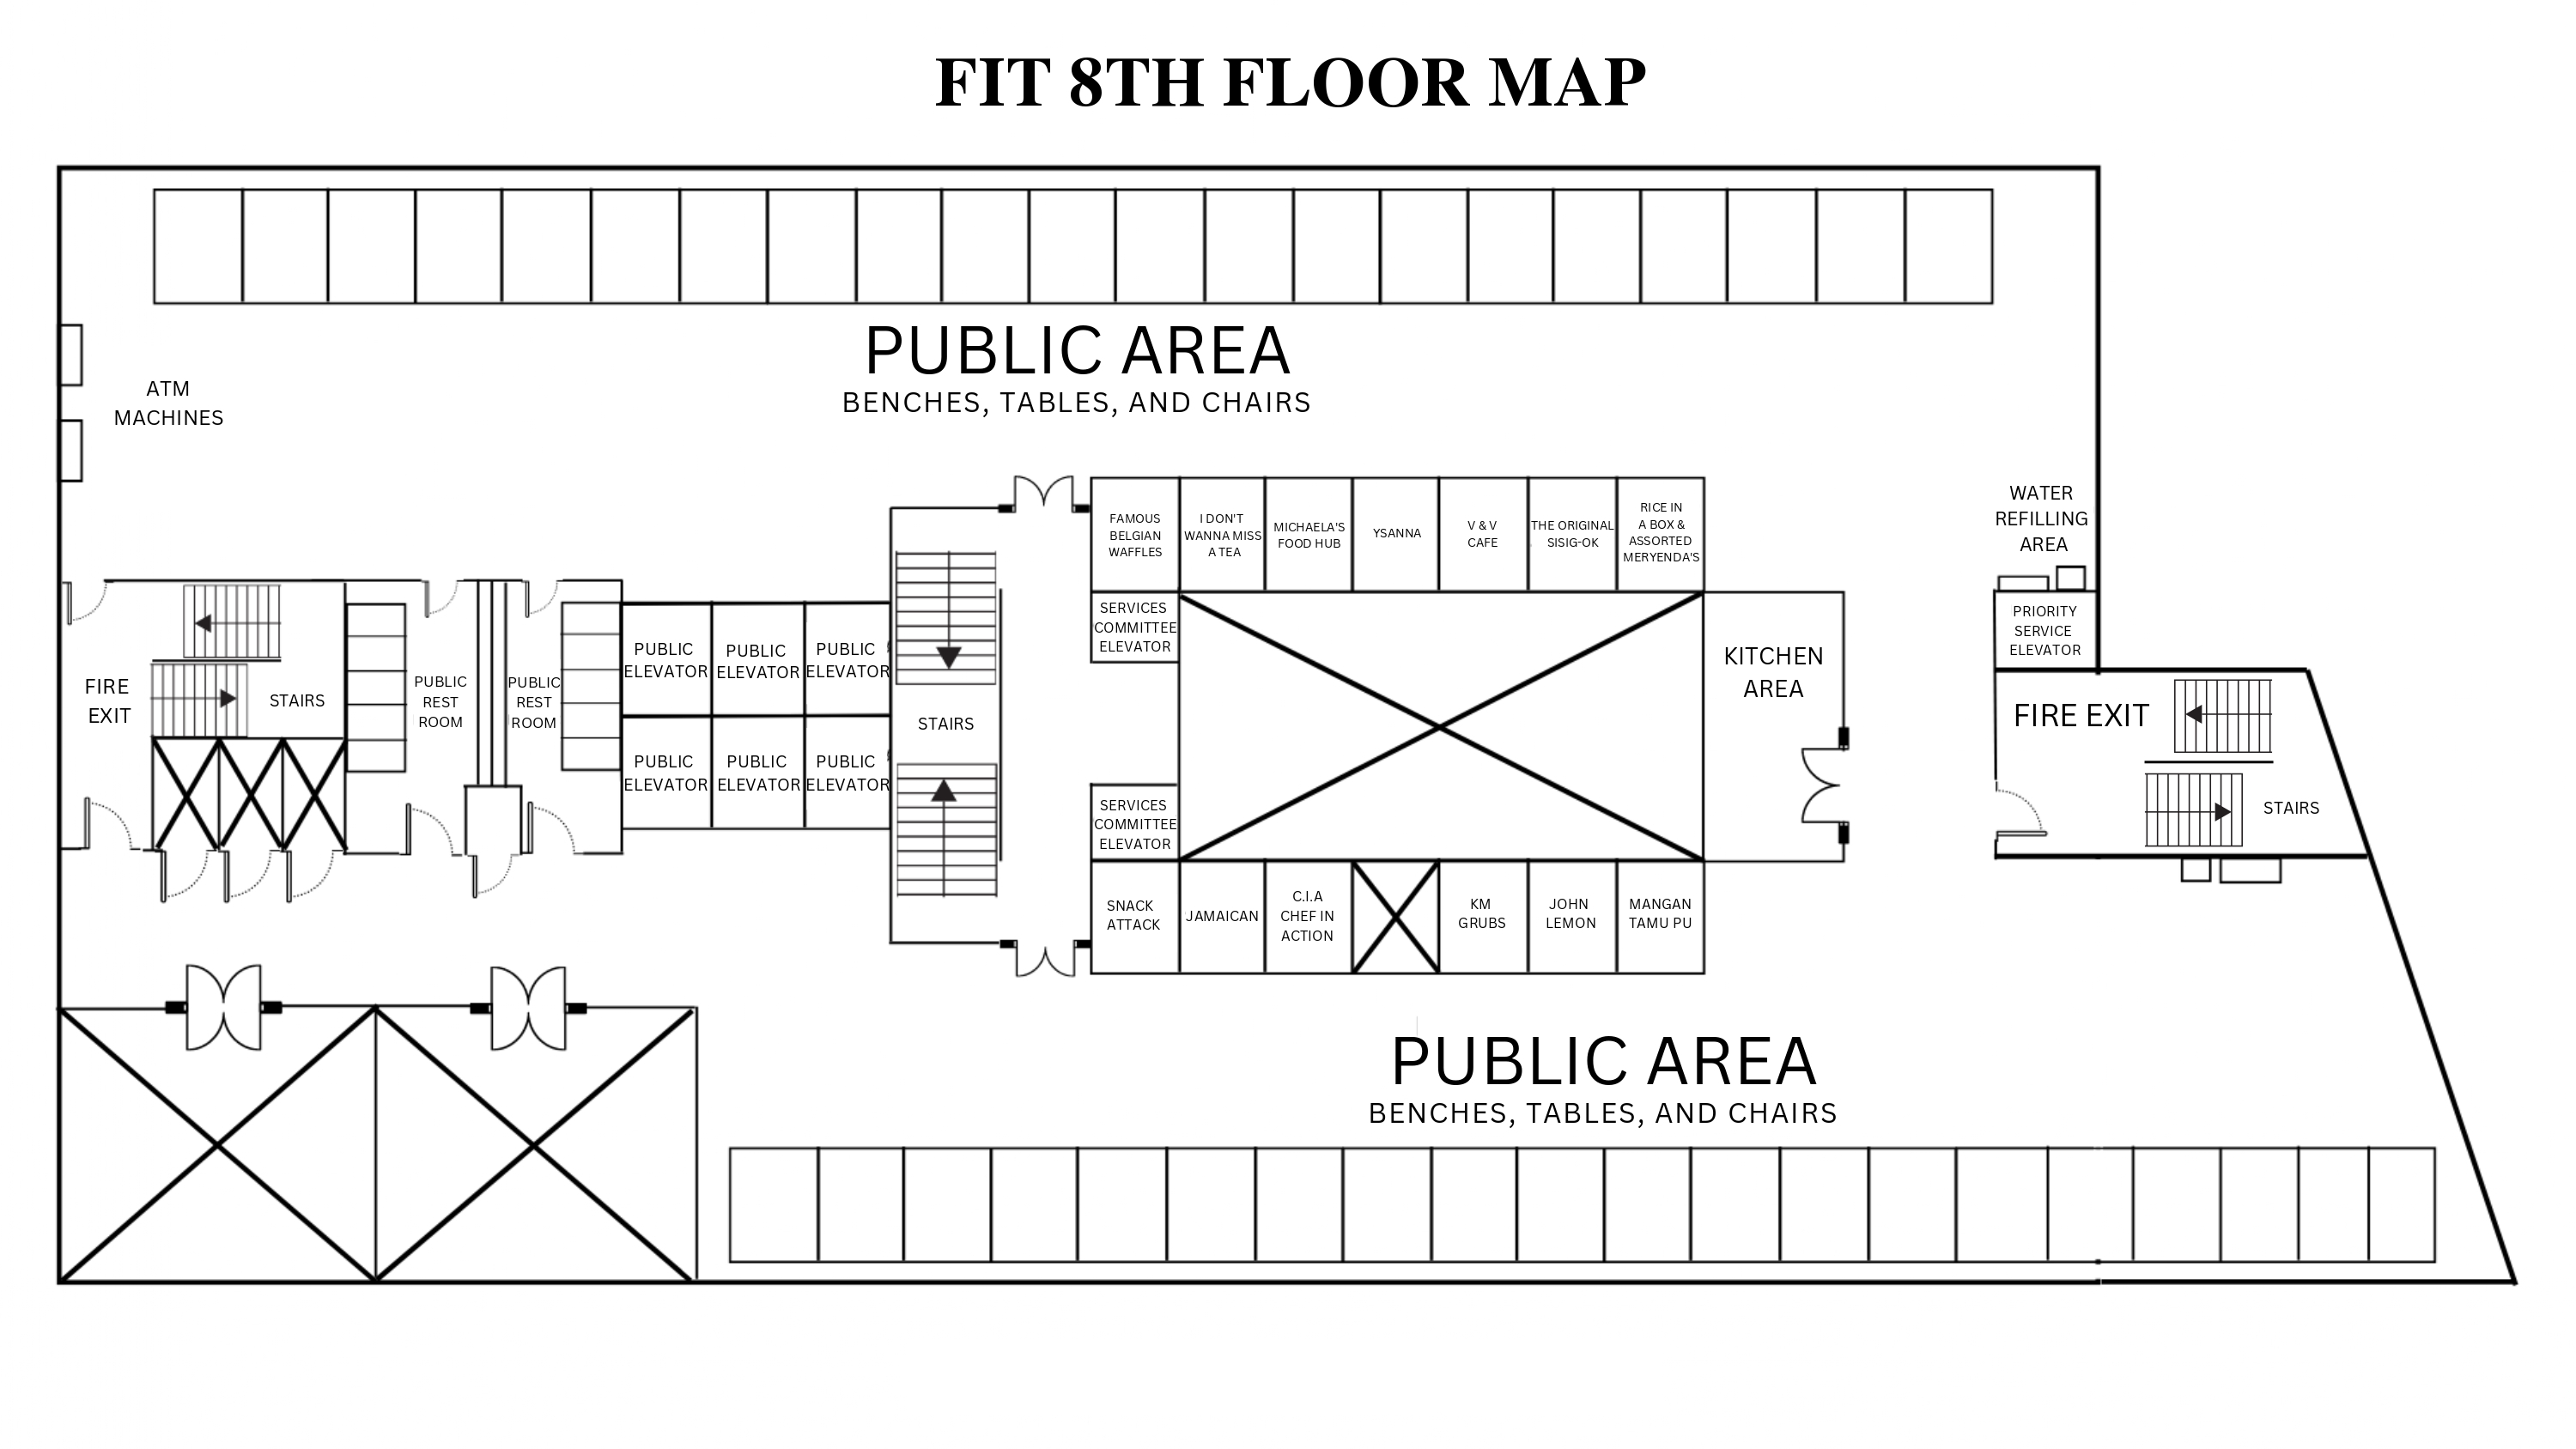 FIT 8TH FLOOR MAP
PUBLIC AREA
BENCHES, TABLES, AND CHAIRS
ATM
MACHINES
FAMOUS
BELGIAN
WAFFLES
I DON'T
WANNA MISS
A TEA
MICHAELA'S
FOOD HUB
YSANNA
V & V
CAFE
THE ORIGINAL
SISIG-OK
RICE IN
A BOX &
ASSORTED
MERYENDA'S
WATER
REFILLING
AREA
SERVICES
COMMITTEE
ELEVATOR
PRIORITY
SERVICE
ELEVATOR
FIRE
EXIT
STAIRS
PUBLIC
REST
ROOM
PUBLIC
REST
ROOM
PUBLIC
ELEVATOR
PUBLIC
ELEVATOR
PUBLIC
ELEVATOR
PUBLIC
ELEVATOR
PUBLIC
ELEVATOR
PUBLIC
ELEVATOR
STAIRS
KITCHEN
AREA
FIRE EXIT
STAIRS
SERVICES
COMMITTEE
ELEVATOR
SNACK
ATTACK
JAMAICAN
C.I.A
CHEF IN
ACTION
KM
GRUBS
JOHN
LEMON
MANGAN
TAMU PU
PUBLIC AREA
BENCHES, TABLES, AND CHAIRS